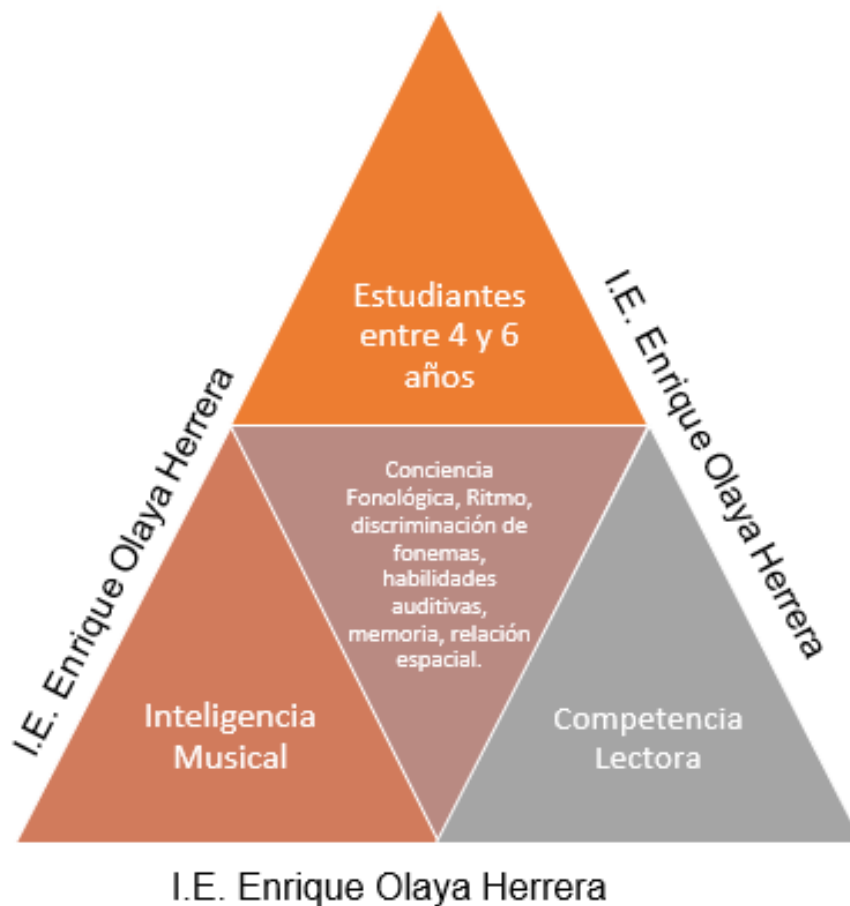 Estudiantes
entre 4 y 6
años
I.E. Enrique Olaya Herrera
I.E. Enrique Olaya Herrera
Conciencia
Fonológica, Ritmo,
discriminación de
fonemas,
habilidades
auditivas,
memoria, relación
espacial.
Inteligencia
Musical
Competencia
Lectora
I.E. Enrique Olaya Herrera